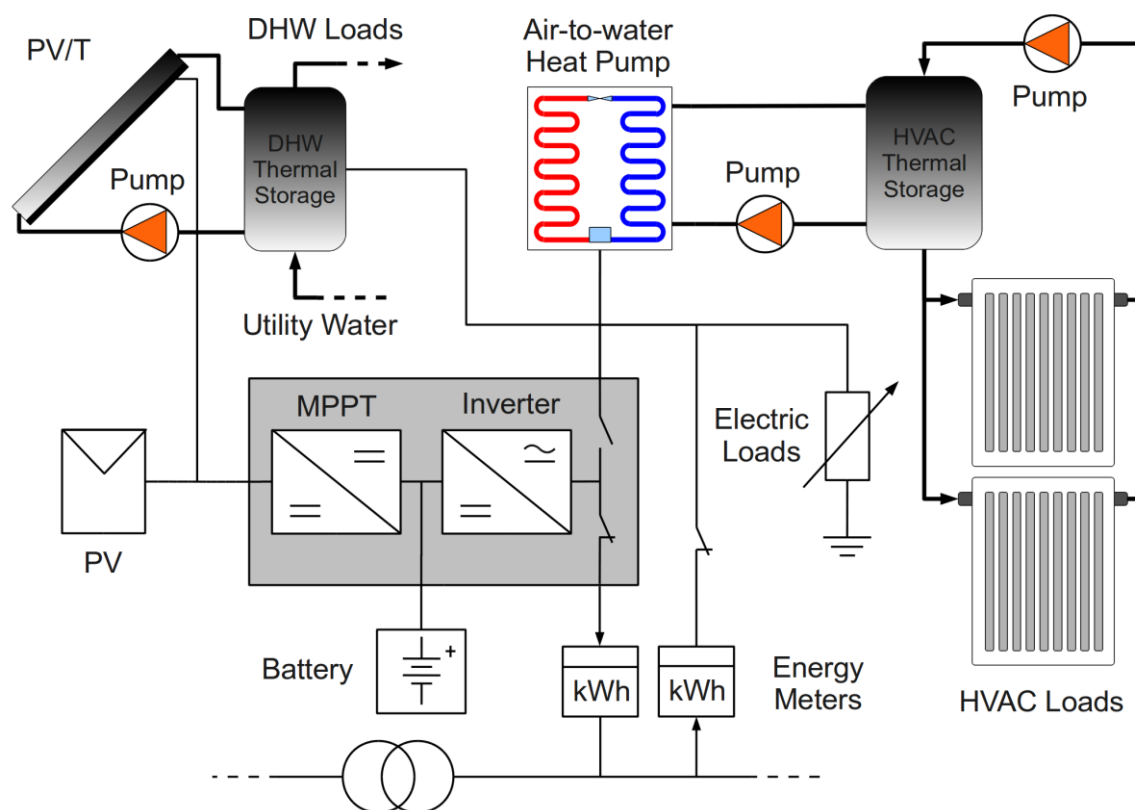 DHW Loads
PV/T
DHW
Thermal
Storage
Pump
Utility Water
Air-to-water
Heat Pump
Pump
HVAC
Thermal
Storage
Pump
MPPT
Inverter
Electric
Loads
PV
Battery
+
kWh
kWh
Energy
Meters
HVAC Loads